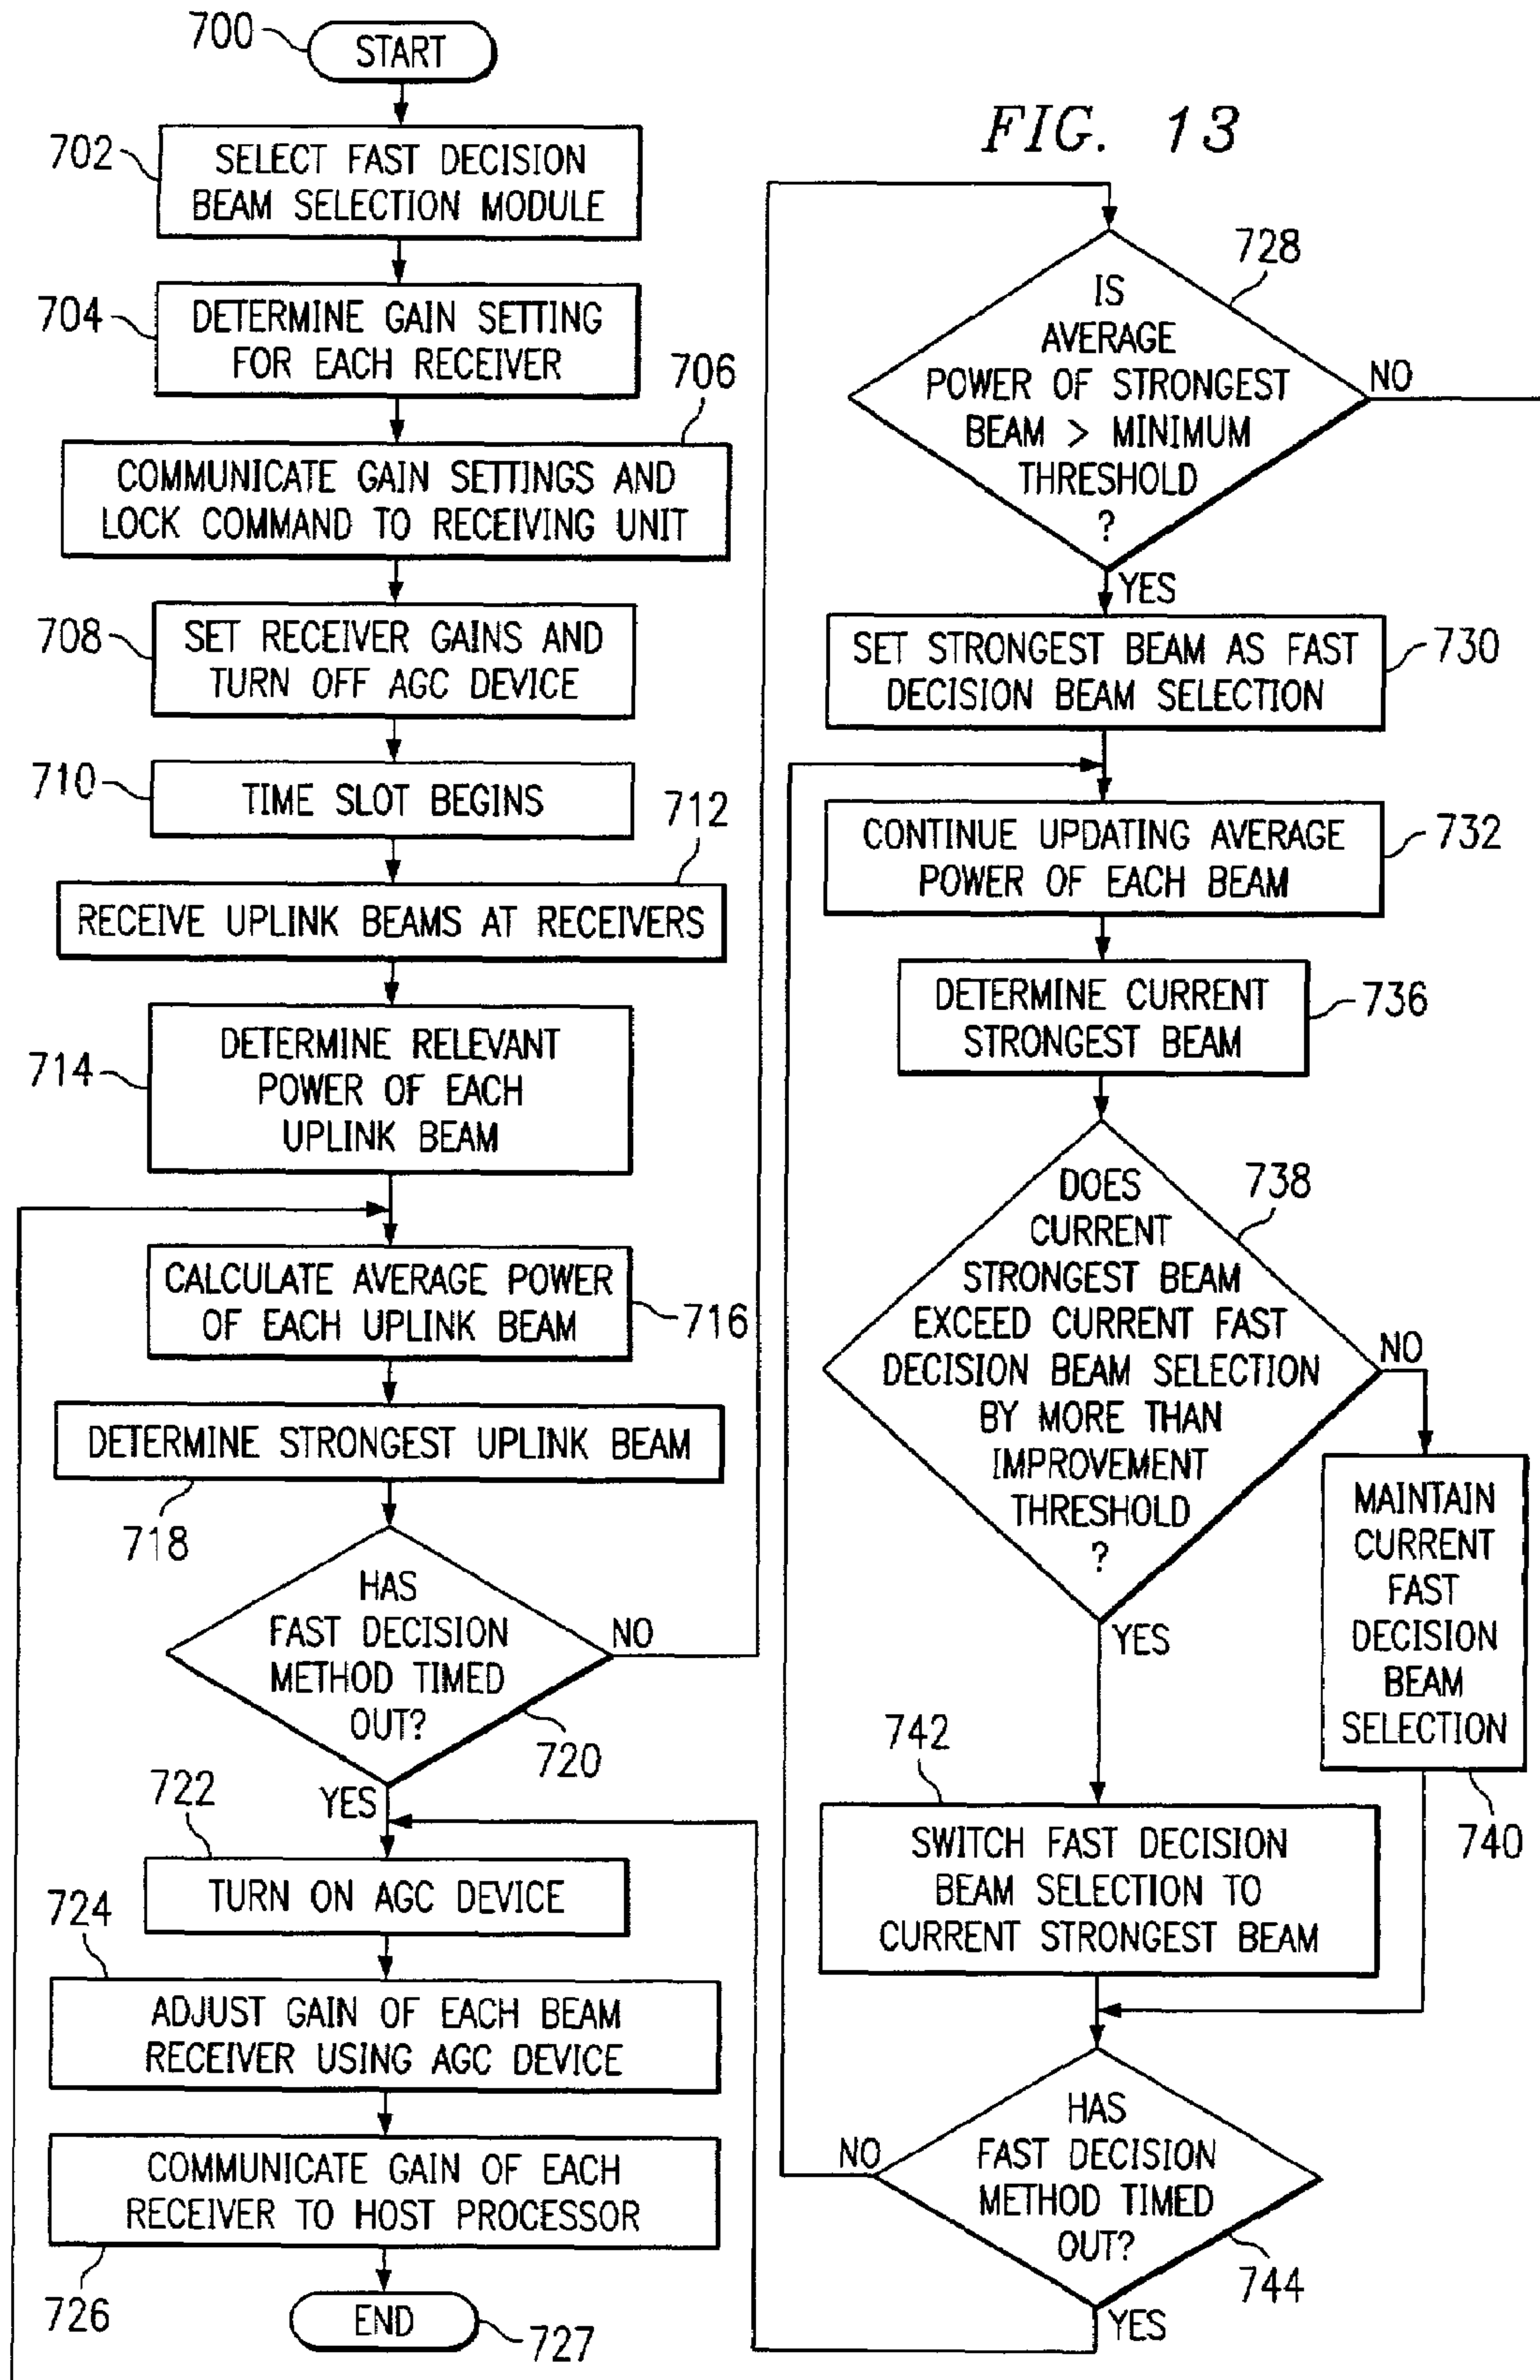 700
START
FIG. 13
702
SELECT FAST DECISION
BEAM SELECTION MODULE
704
DETERMINE GAIN SETTING
FOR EACH RECEIVER
706
COMMUNICATE GAIN SETTINGS AND
LOCK COMMAND TO RECEIVING UNIT
708
SET RECEIVER GAINS AND
TURN OFF AGC DEVICE
710
TIME SLOT BEGINS
712
RECEIVE UPLINK BEAMS AT RECEIVERS
714
DETERMINE RELEVANT
POWER OF EACH
UPLINK BEAM
CALCULATE AVERAGE POWER
OF EACH UPLINK BEAM
716
DETERMINE STRONGEST UPLINK BEAM
718
HAS
FAST DECISION
METHOD TIMED
OUT?
NO
720
YES
722
TURN ON AGC DEVICE
724
ADJUST GAIN OF EACH BEAM
RECEIVER USING AGC DEVICE
COMMUNICATE GAIN OF EACH
RECEIVER TO HOST PROCESSOR
726
END
727
728
IS
AVERAGE
POWER OF STRONGEST
BEAM > MINIMUM
THRESHOLD
?
NO
YES
SET STRONGEST BEAM AS FAST
DECISION BEAM SELECTION
730
CONTINUE UPDATING AVERAGE
POWER OF EACH BEAM
732
DETERMINE CURRENT
STRONGEST BEAM
736
738
DOES
CURRENT
STRONGEST BEAM
EXCEED CURRENT FAST
DECISION BEAM SELECTION
BY MORE THAN
IMPROVEMENT
THRESHOLD
?
NO
YES
MAINTAIN
CURRENT
FAST
DECISION
BEAM
SELECTION
740
742
SWITCH FAST DECISION
BEAM SELECTION TO
CURRENT STRONGEST BEAM
HAS
FAST DECISION
METHOD TIMED
OUT?
NO
744
YES